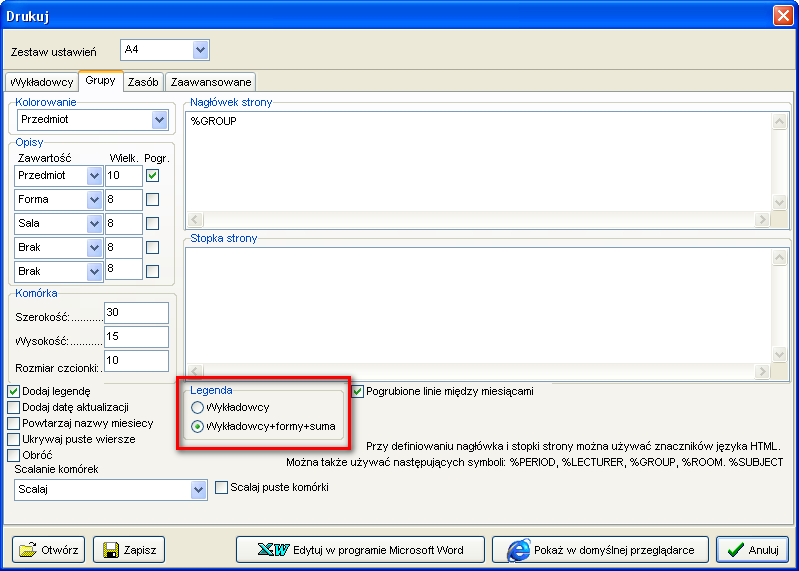 Drukuj
Zestaw ustawień
A4
Wykładowcy Grupy Zasób Zaawansowane
Kolorowanie
Przedmiot
Opisy
Zawartość Wielk. Pogr.
Przedmiot 10
Forma 8
Sala 8
Brak 8
Brak 8
Komórka
Szerokość:........... 30
Wysokość:........... 15
Rozmiar czcionki:. 10
Nagłówek strony
%GROUP
Stopka strony
Dodaj legendę
Dodaj datę aktualizacji
Powtarzaj nazwy miesiecy
Ukrywaj puste wiersze
Obróć
Scalanie komórek
Scalaj
Legenda
Wykładowcy
Wykładowcy+formy+suma
Pogrubione linie między miesiącami
Przy definiowaniu nagłówka i stopki strony można używać znaczników języka HTML.
Można także używać następujących symboli: %PERIOD, %LECTURER, %GROUP, %ROOM. %SUBJECT
Scalaj puste komórki
Otwórz
Zapisz
XW Edytuj w programie Microsoft Word
Pokaż w domyślnej przeglądarce
Anuluj